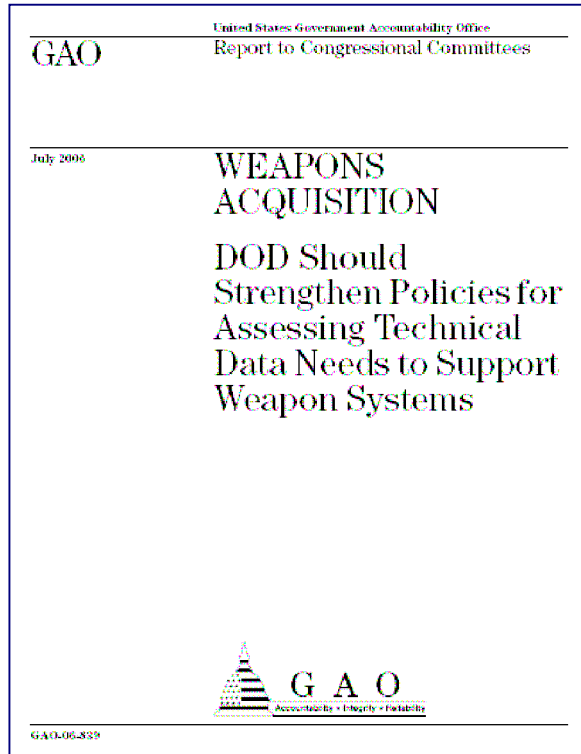 United States Government Accountability Office
GAO
Report to Congressional Committees
July 2006
WEAPONS
ACQUISITION
DOD Should
Strengthen Policies for
Assessing Technical
Data Needs to Support
Weapon Systems
G A O
Accountability * Integrity * Reliability
GAO-06-839